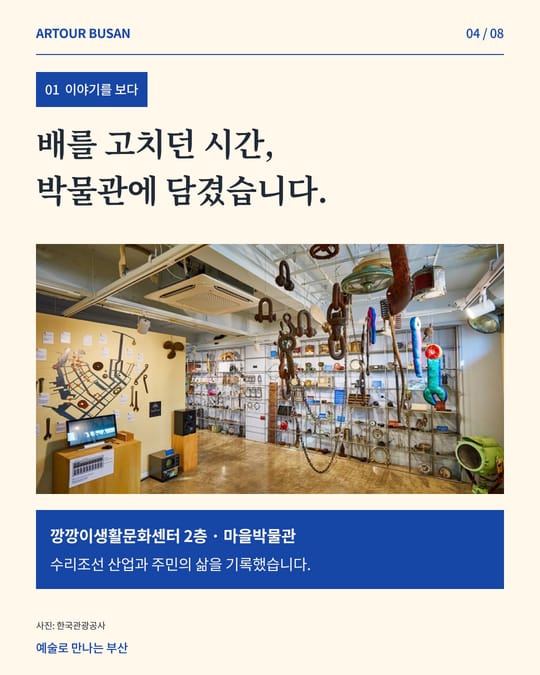 ARTOUR BUSAN
04 / 08
01 이야기를 보다
배를 고치던 시간,
박물관에 담겼습니다.
깡깡이생활문화센터 2층 · 마을박물관
수리조선 산업과 주민의 삶을 기록했습니다.
사진: 한국관광공사
예술로 만나는 부산